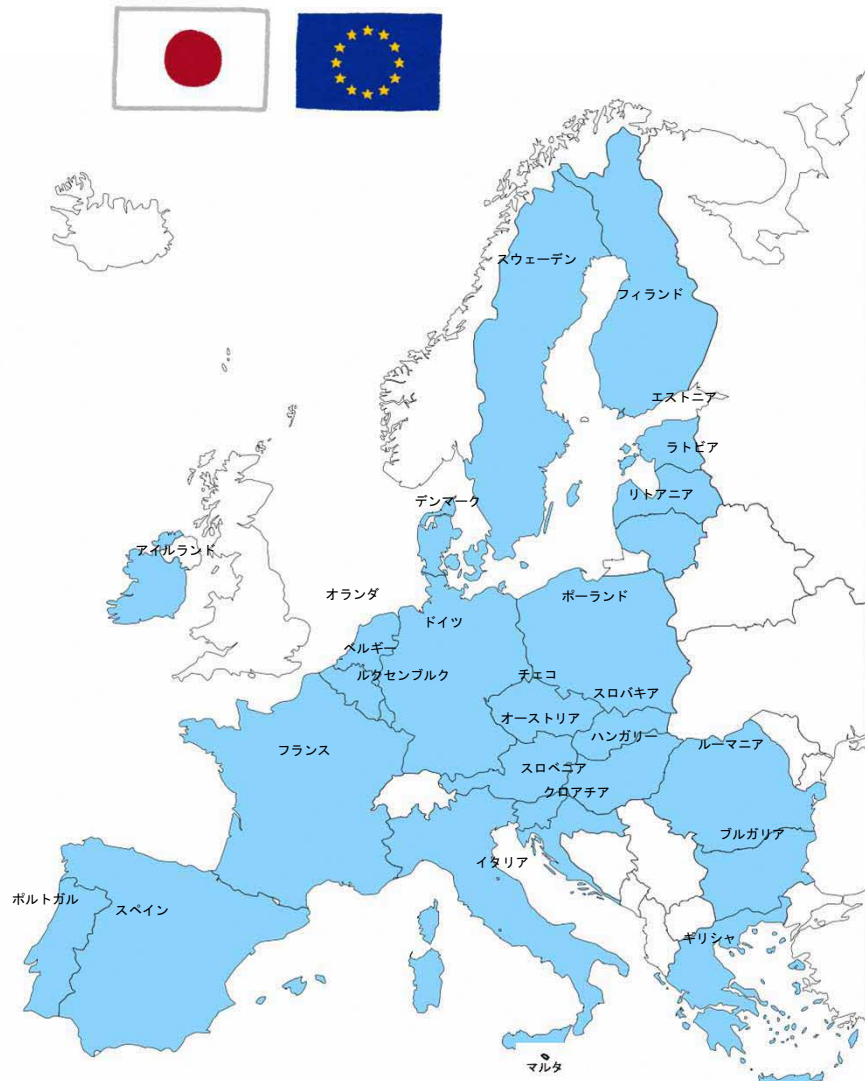 スウェーデン
フィランド
エストニア
ラトビア
リトアニア
デンマーク
アイルランド
オランダ
ポーランド
ドイツ
ベルギー
ルクセンブルク
チェコ
スロバキア
オーストリア
ハンガリー
ルーマニア
フランス
スロベニア
クロアチア
ブルガリア
イタリア
ポルトガル
スペイン
ギリシャ
マルタ